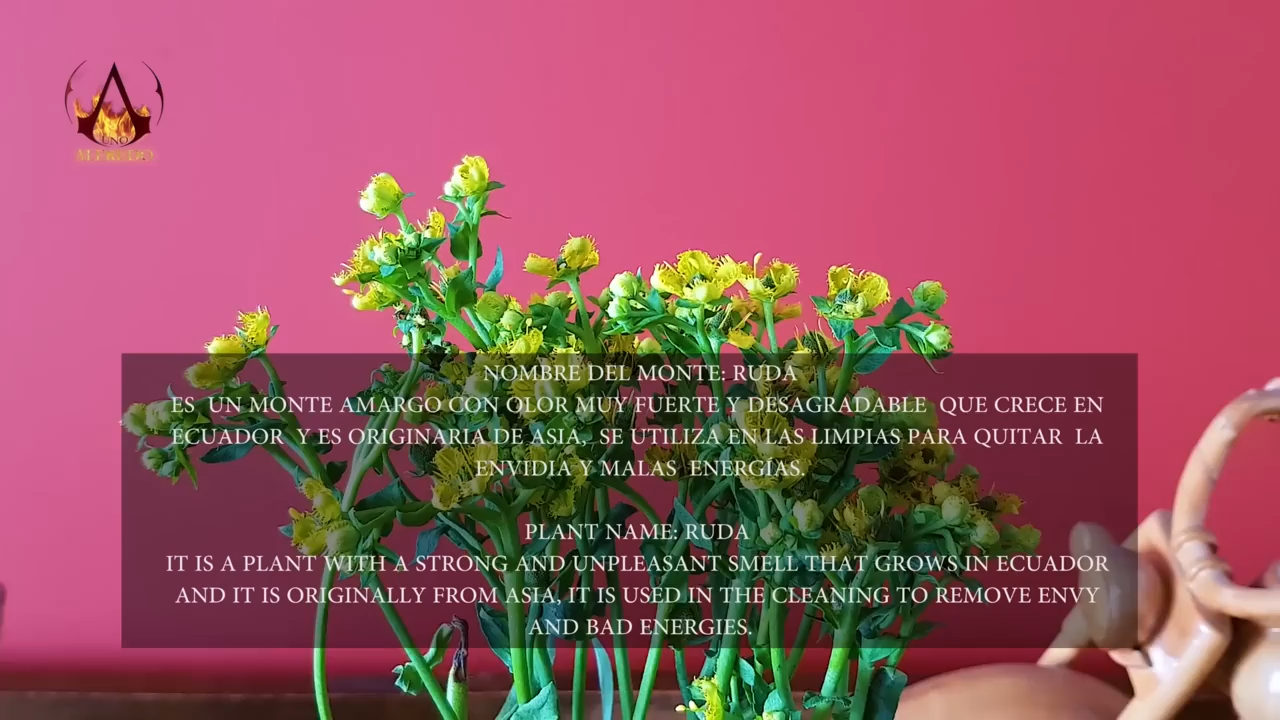 UNO
ALFREDO
NOMBRE DEL MONTE: RUDA
ES UN MONTE AMARGO CON OLOR MUY FUERTE Y DESAGRADABLE QUE CRECE EN
ECUADOR Y ES ORIGINARIA DE ASIA, SE UTILIZA EN LAS LIMPIAS PARA QUITAR LA
ENVIDIA Y MALAS ENERGÍAS.
PLANT NAME: RUDA
IT IS A PLANT WITH A STRONG AND UNPLEASANT SMELL THAT GROWS IN ECUADOR
AND IT IS ORIGINALLY FROM ASIA, IT IS USED IN THE CLEANING TO REMOVE ENVY
AND BAD ENERGIES.